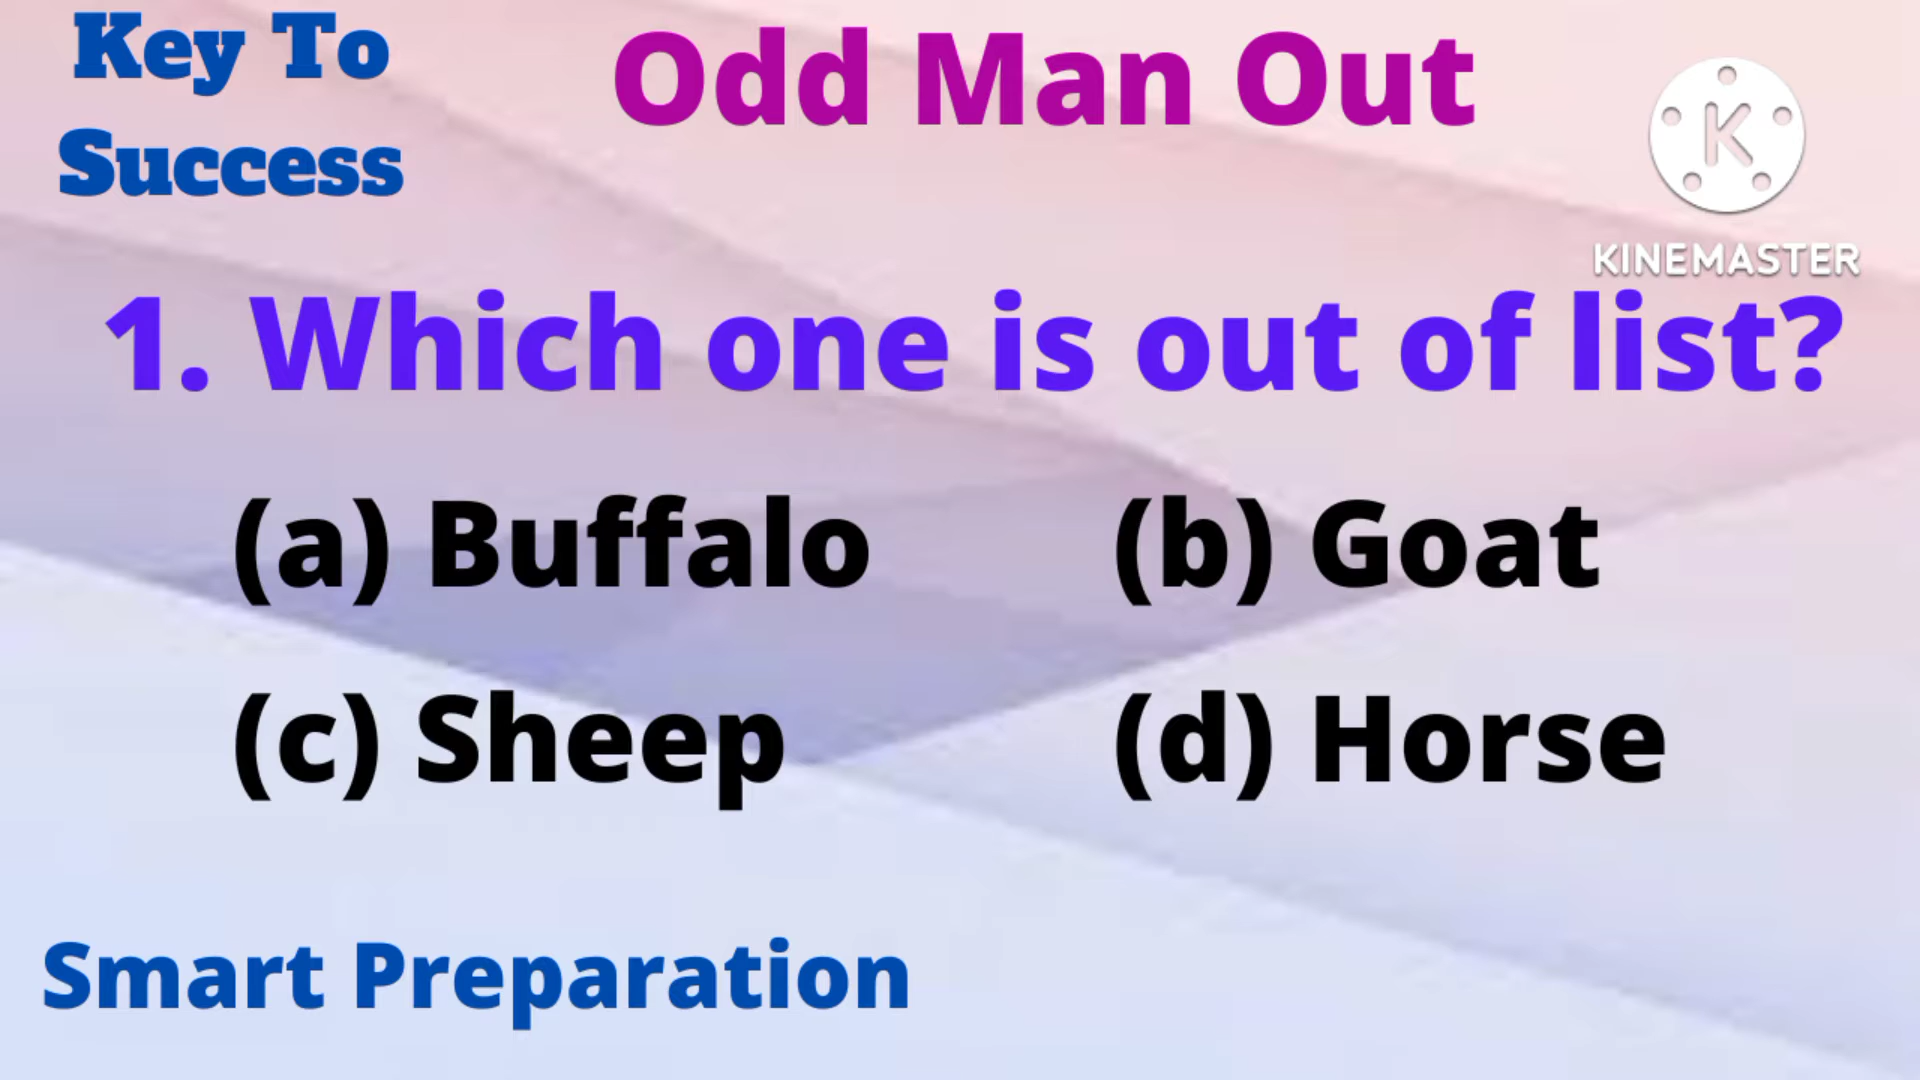 Key To
Success
Odd Man Out
K
KINEMASTER
1. Which one is out of list?
(a) Buffalo (b) Goat
(c) Sheep (d) Horse
Smart Preparation